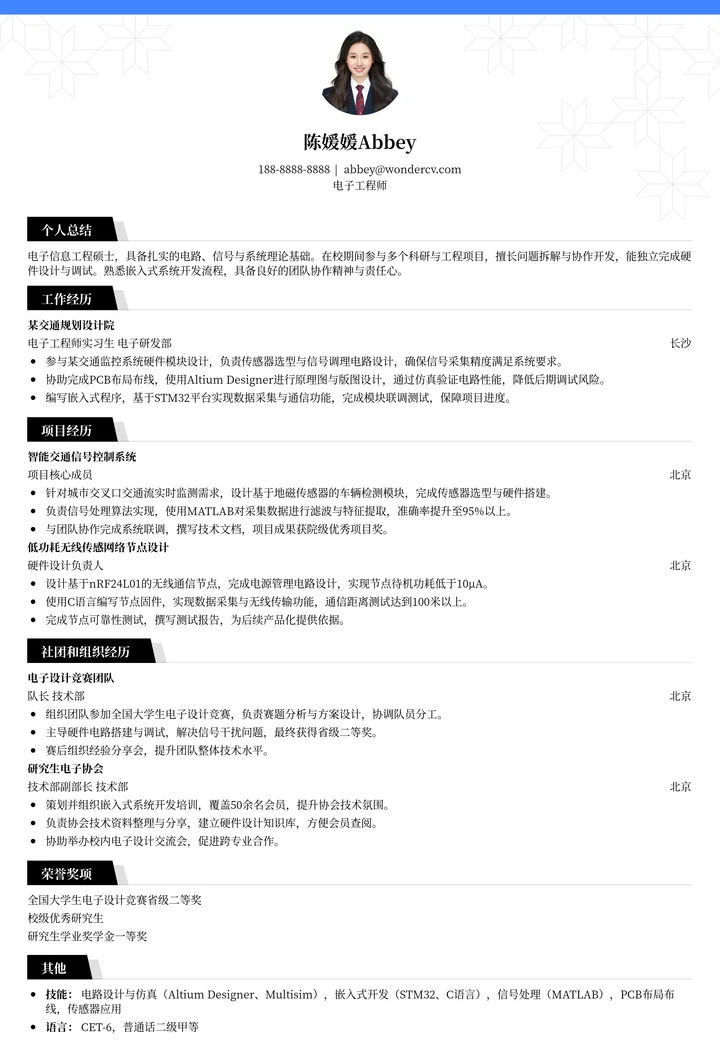 陈媛媛Abbey
188-8888-8888 | abbey@wondercv.com
电子工程师
个人总结
电子信息工程硕士，具备扎实的电路、信号与系统理论基础。在校期间参与多个科研与工程项目，擅长问题拆解与协作开发，能独立完成硬
件设计与调试。熟悉嵌入式系统开发流程，具备良好的团队协作精神与责任心。
工作经历
某交通规划设计院
电子工程师实习生 电子研发部 长沙
• 参与某交通监控系统硬件模块设计，负责传感器选型与信号调理电路设计，确保信号采集精度满足系统要求。
• 协助完成PCB布局布线，使用Altium Designer进行原理图与版图设计，通过仿真验证电路性能，降低后期调试风险。
• 编写嵌入式程序，基于STM32平台实现数据采集与通信功能，完成模块联调测试，保障项目进度。
项目经历
智能交通信号控制系统
项目核心成员 北京
• 针对城市交叉口交通流实时监测需求，设计基于地磁传感器的车辆检测模块，完成传感器选型与硬件搭建。
• 负责信号处理算法实现，使用MATLAB对采集数据进行滤波与特征提取，准确率提升至95%以上。
• 与团队协作完成系统联调，撰写技术文档，项目成果获院级优秀项目奖。
低功耗无线传感网络节点设计
硬件设计负责人 北京
• 设计基于nRF24L01的无线通信节点，完成电源管理电路设计，实现节点待机功耗低于10μA。
• 使用C语言编写节点固件，实现数据采集与无线传输功能，通信距离测试达到100米以上。
• 完成节点可靠性测试，撰写测试报告，为后续产品化提供依据。
社团和组织经历
电子设计竞赛团队
队长 技术部 北京
• 组织团队参加全国大学生电子设计竞赛，负责赛题分析与方案设计，协调队员分工。
• 主导硬件电路搭建与调试，解决信号干扰问题，最终获得省级二等奖。
• 赛后组织经验分享会，提升团队整体技术水平。
研究生电子协会
技术部副部长 技术部 北京
• 策划并组织嵌入式系统开发培训，覆盖50余名会员，提升协会技术氛围。
• 负责协会技术资料整理与分享，建立硬件设计知识库，方便会员查阅。
• 协助举办校内电子设计交流会，促进跨专业合作。
荣誉奖项
全国大学生电子设计竞赛省级二等奖
校级优秀研究生
研究生学业奖学金一等奖
其他
• 技能： 电路设计与仿真（Altium Designer、Multisim），嵌入式开发（STM32、C语言），信号处理（MATLAB），PCB布局布
线，传感器应用
• 语言： CET-6，普通话二级甲等